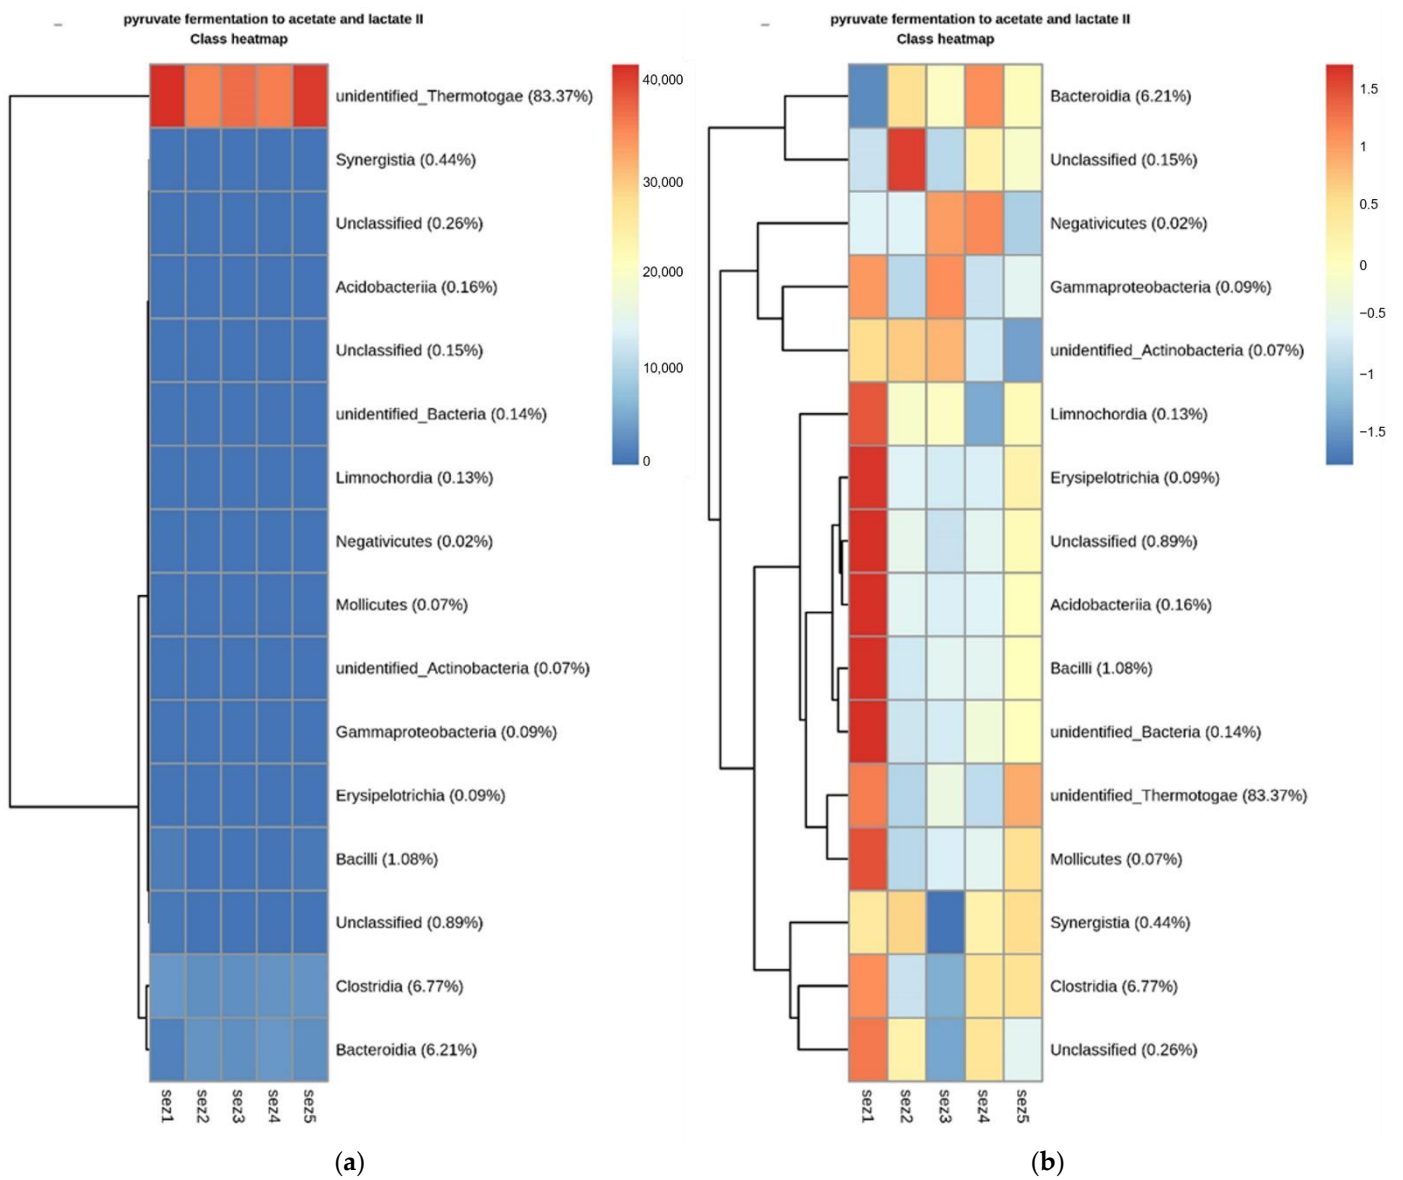 pyruvate fermentation to acetate and lactate II
Class heatmap
unidentified_Thermotogae (83.37%)
Synergistia (0.44%)
Unclassified (0.26%)
Acidobacteriia (0.16%)
Unclassified (0.15%)
unidentified_Bacteria (0.14%)
Limnochordia (0.13%)
Negativicutes (0.02%)
Mollicutes (0.07%)
unidentified_Actinobacteria (0.07%)
Gammaproteobacteria (0.09%)
Erysipelotrichia (0.09%)
Bacilli (1.08%)
Unclassified (0.89%)
Clostridia (6.77%)
Bacteroidia (6.21%)
40,000
30,000
20,000
10,000
0
sez1
sez2
sez3
sez4
sez5
(a)
pyruvate fermentation to acetate and lactate II
Class heatmap
Bacteroidia (6.21%)
Unclassified (0.15%)
Negativicutes (0.02%)
Gammaproteobacteria (0.09%)
unidentified_Actinobacteria (0.07%)
Limnochordia (0.13%)
Erysipelotrichia (0.09%)
Unclassified (0.89%)
Acidobacteriia (0.16%)
Bacilli (1.08%)
unidentified_Bacteria (0.14%)
unidentified_Thermotogae (83.37%)
Mollicutes (0.07%)
Synergistia (0.44%)
Clostridia (6.77%)
Unclassified (0.26%)
1.5
1
0.5
0
−0.5
−1
−1.5
sez1
sez2
sez3
sez4
sez5
(b)